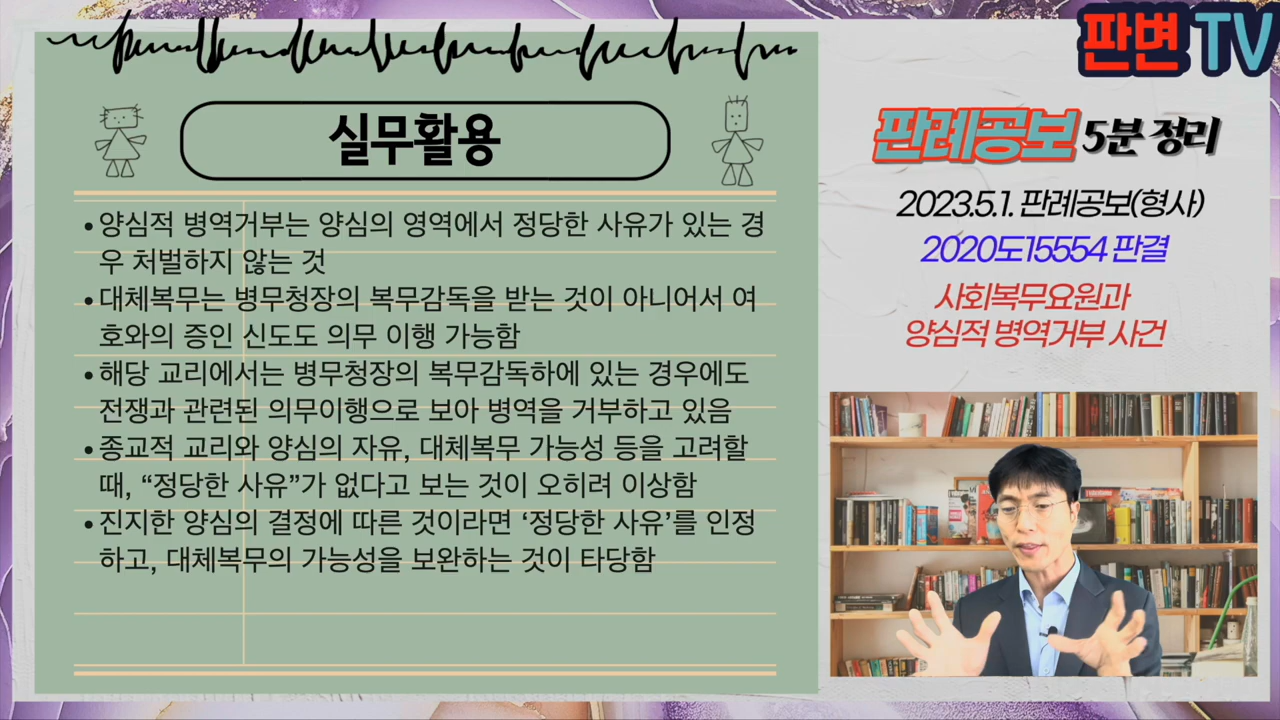 판변 TV
실무활용
• 양심적 병역거부는 양심의 영역에서 정당한 사유가 있는 경
우 처벌하지 않는 것
• 대체복무는 병무청장의 복무감독을 받는 것이 아니어서 여
호와의 증인 신도도 의무 이행 가능함
• 해당 교리에서는 병무청장의 복무감독하에 있는 경우에도
전쟁과 관련된 의무이행으로 보아 병역을 거부하고 있음
• 종교적 교리와 양심의 자유, 대체복무 가능성 등을 고려할
때, “정당한 사유”가 없다고 보는 것이 오히려 이상함
• 진지한 양심의 결정에 따른 것이라면 ‘정당한 사유’를 인정
하고, 대체복무의 가능성을 보완하는 것이 타당함
판례공보 5분 정리
2023.5.1. 판례공보(형사)
2020도15554 판결
사회복무요원과
양심적 병역거부 사건